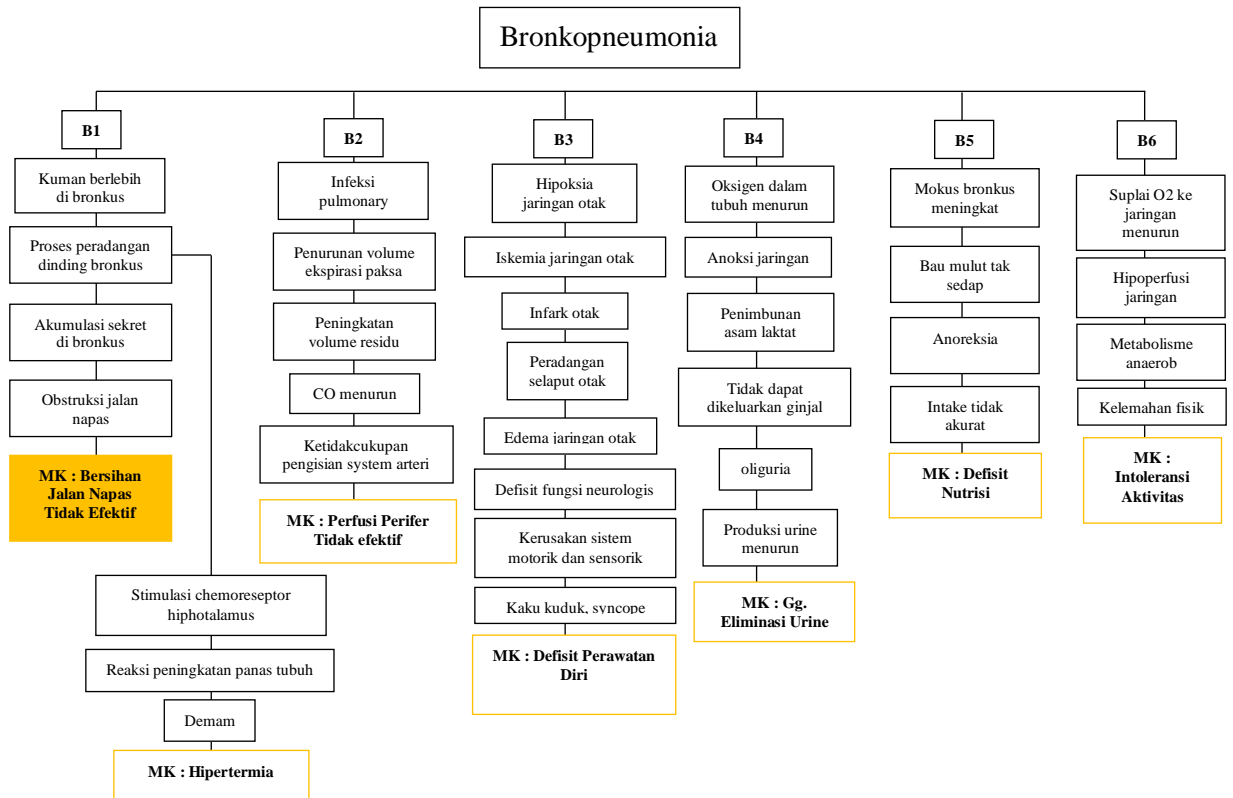 Bronkopneumonia
B1
Kuman berlebih
di bronkus
Proses peradangan
dinding bronkus
Akumulasi sekret
di bronkus
Obstruksi jalan
napas
MK : Bersihan
Jalan Napas
Tidak Efektif
Stimulasi chemoreseptor
hiphotalamus
Reaksi peningkatan panas tubuh
Demam
MK : Hipertermia
B2
Infeksi
pulmonary
Penurunan volume
ekspirasi paksa
Peningkatan
volume residu
CO menurun
Ketidakcukupan
pengisian system arteri
MK : Perfusi Perifer
Tidak efektif
B3
Hipoksia
jaringan otak
Iskemia jaringan otak
Infark otak
Peradangan
selaput otak
Edema jaringan otak
Defisit fungsi neurologis
Kerusakan sistem
motorik dan sensorik
Kaku kuduk, syncope
MK : Defisit Perawatan
Diri
B4
Oksigen dalam
tubuh menurun
Anoksi jaringan
Penimbunan
asam laktat
Tidak dapat
dikeluarkan ginjal
oliguria
Produksi urine
menurun
MK : Gg.
Eliminasi Urine
B5
Mokus bronkus
meningkat
Bau mulut tak
sedap
Anoreksia
Intake tidak
akurat
MK : Defisit
Nutrisi
B6
Suplai O2 ke
jaringan
menurun
Hipoperfusi
jaringan
Metabolisme
anaerob
Kelemahan fisik
MK :
Intoleransi
Aktivitas